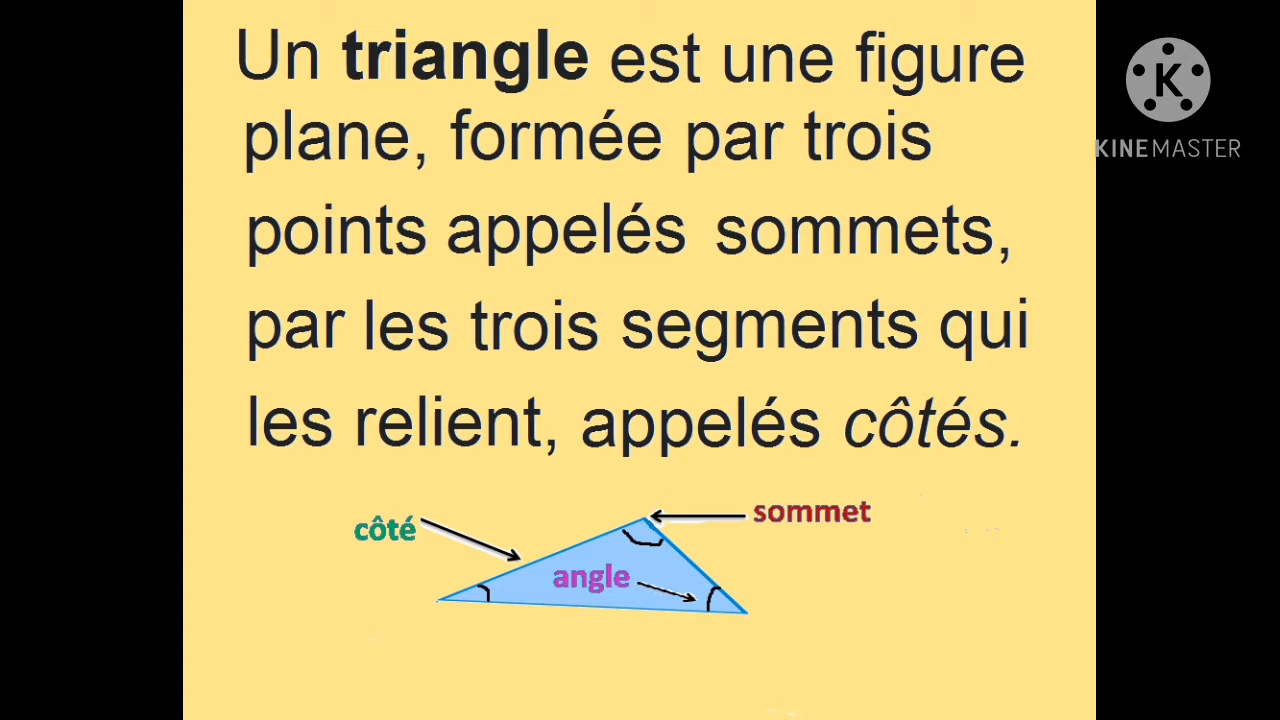 Un triangle est une figure
plane, formée par trois
points appelés sommets,
par les trois segments qui
les relient, appelés côtés.
côté
sommet
angle
K
KINEMASTER